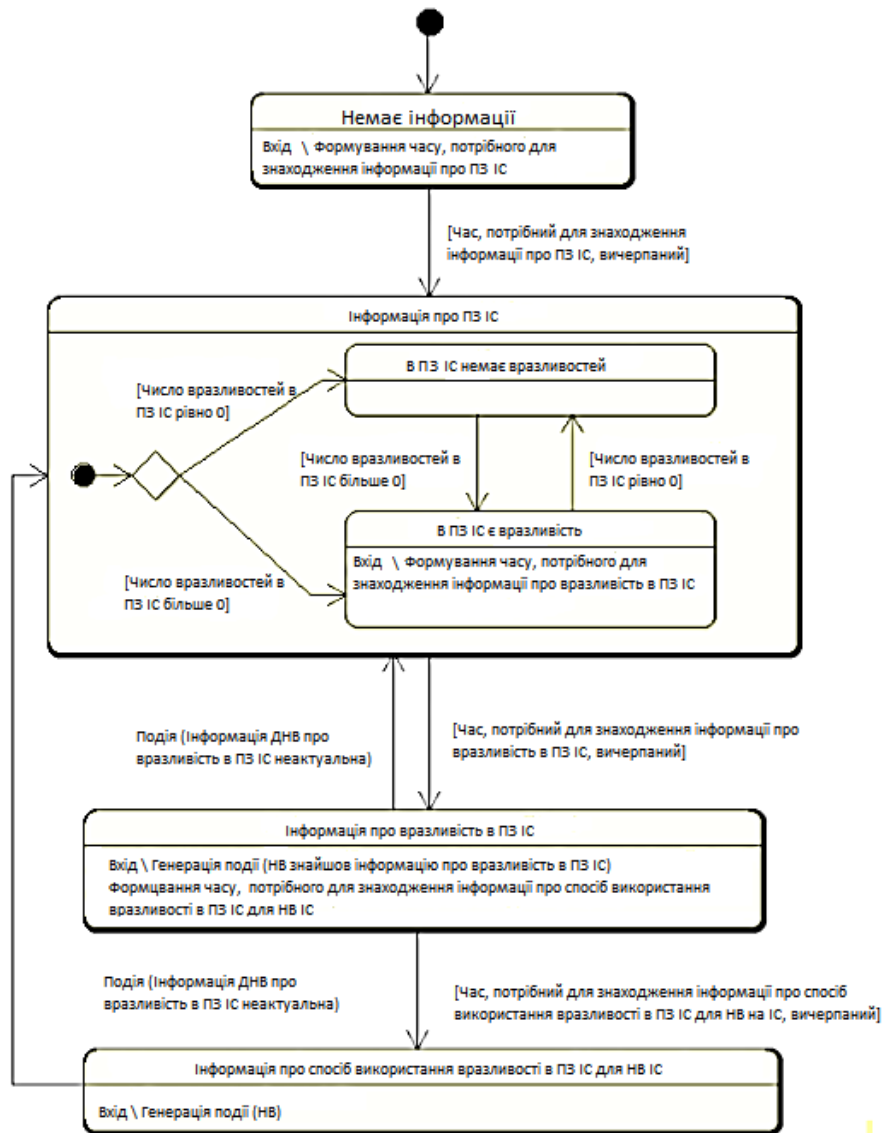 Немає інформації
Вхід \ Формування часу, потрібного для
знаходження інформації про ПЗ ІС
[Час, потрібний для знаходження
інформації про ПЗ ІС, вичерпаний]
Інформація про ПЗ ІС
В ПЗ ІС немає вразливостей
[Число вразливостей в
ПЗ ІС рівно 0]
[Число вразливостей в
ПЗ ІС більше 0]
[Число вразливостей в
ПЗ ІС рівно 0]
В ПЗ ІС є вразливість
Вхід \ Формування часу, потрібного для
знаходження інформації про вразливість в ПЗ ІС
[Число вразливостей в
ПЗ ІС більше 0]
Подія (Інформація ДНВ про
вразливість в ПЗ ІС неактуальна)
[Час, потрібний для знаходження інформації про
вразливість в ПЗ ІС, вичерпаний]
Інформація про вразливість в ПЗ ІС
Вхід \ Генерація події (НВ знайшов інформацію про вразливість в ПЗ ІС)
Формцвання часу, потрібного для знаходження інформації про спосіб використання
вразливості в ПЗ ІС для НВ ІС
Подія (Інформація ДНВ про
вразливість в ПЗ ІС неактуальна)
[Час, потрібний для знаходження інформації про спосіб
використання вразливості в ПЗ ІС для НВ на ІС, вичерпаний]
Інформація про спосіб використання вразливості в ПЗ ІС для НВ ІС
Вхід \ Генерація події (НВ)